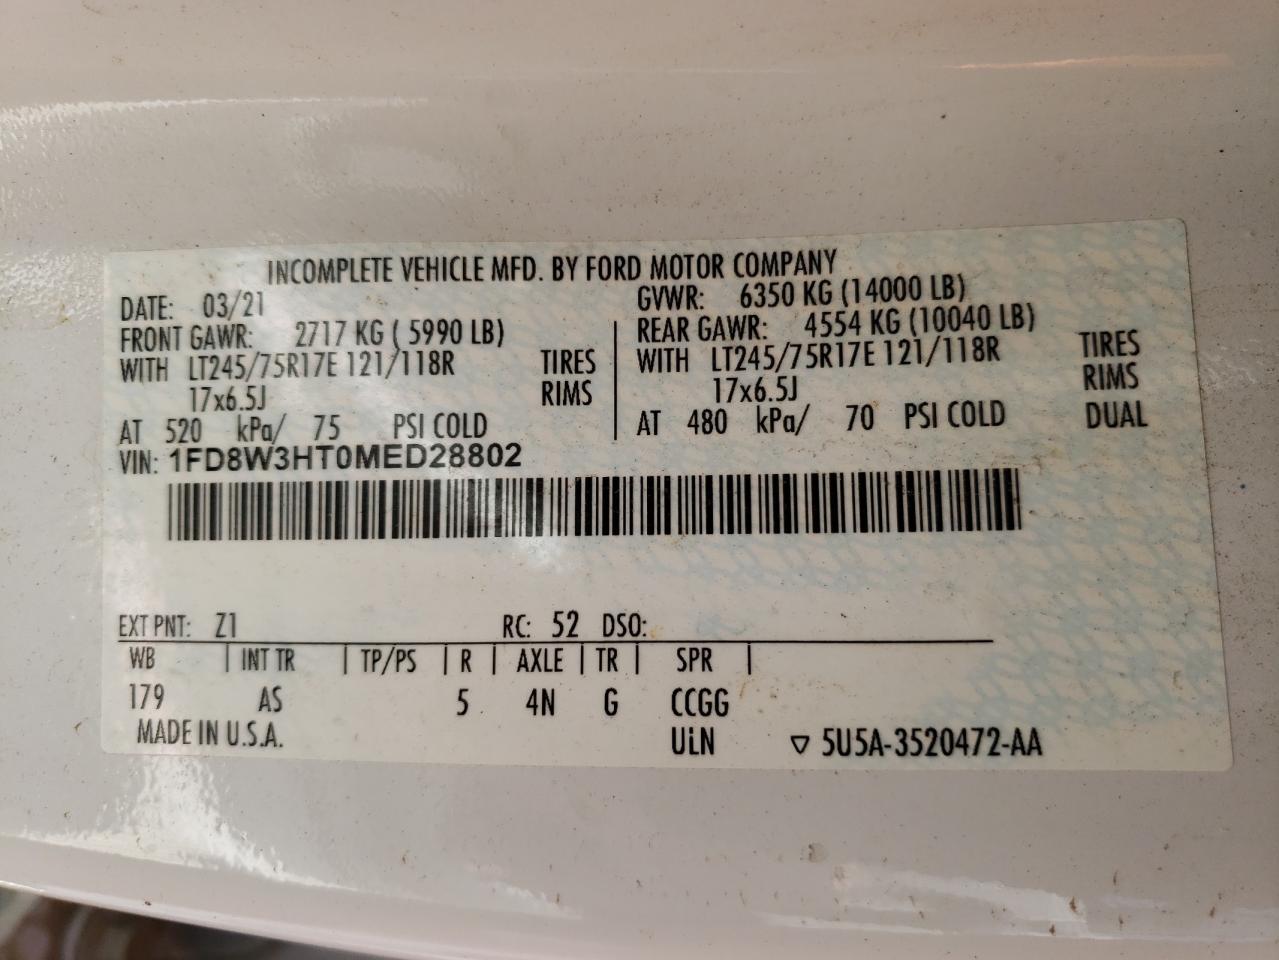 INCOMPLETE VEHICLE MFD. BY FORD MOTOR COMPANY
DATE: 03/21 GVWR: 6350 KG (14000 LB)
FRONT GAWR: 2717 KG ( 5990 LB) REAR GAWR: 4554 KG (10040 LB)
WITH LT245/75R17E 121/118R TIRES WITH LT245/75R17E 121/118R TIRES
17x6.5J RIMS 17x6.5J RIMS
AT 520 kPa/ 75 PSI COLD AT 480 kPa/ 70 PSI COLD DUAL
VIN: 1FD8W3HT0MED28802
EXT PNT: Z1 RC: 52 DSO:
WB | INT TR | TP/PS | R | AXLE | TR | SPR |
179 AS 5 4N G CCGG
MADE IN U.S.A. ULN ▽ 5U5A-3520472-AA